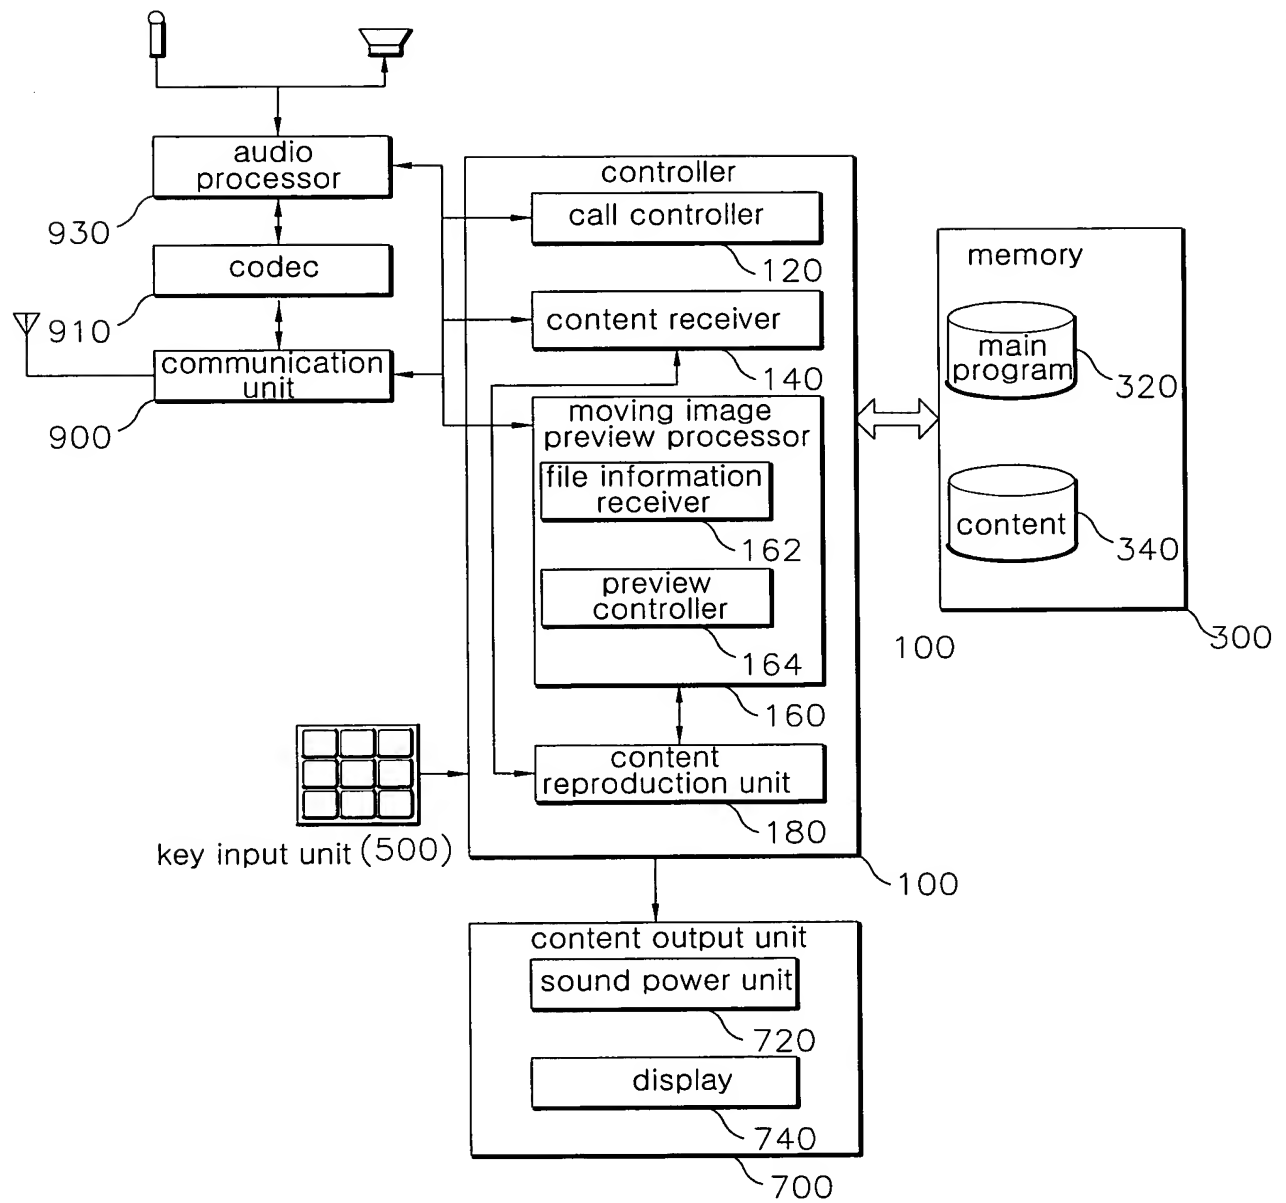 audio
processor
930
codec
910
communication
unit
900
controller
call controller
120
content receiver
140
moving image
preview processor
file information
receiver
162
preview
controller
164
160
content
reproduction unit
180
100
memory
main
program
320
content
340
300
100
key input unit (500)
content output unit
sound power unit
720
display
740
700